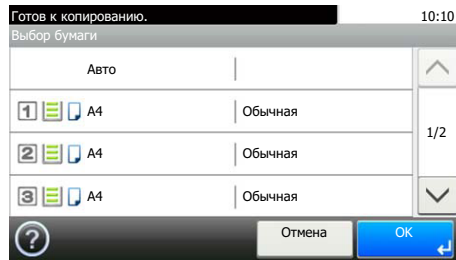 Готов к копированию. 10:10
Выбор бумаги
Авто
1 A4 Обычная
1/2
2 A4 Обычная
3 A4 Обычная
? Отмена OK